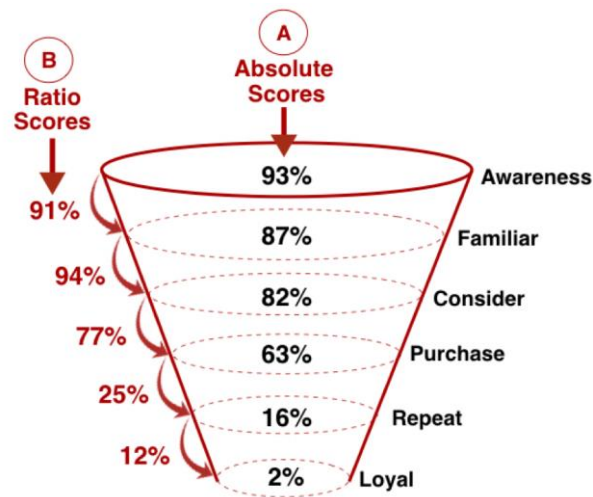 A
Absolute
Scores
B
Ratio
Scores
93%
Awareness
91%
87%
Familiar
94%
82%
Consider
77%
63%
Purchase
25%
16%
Repeat
12%
2%
Loyal